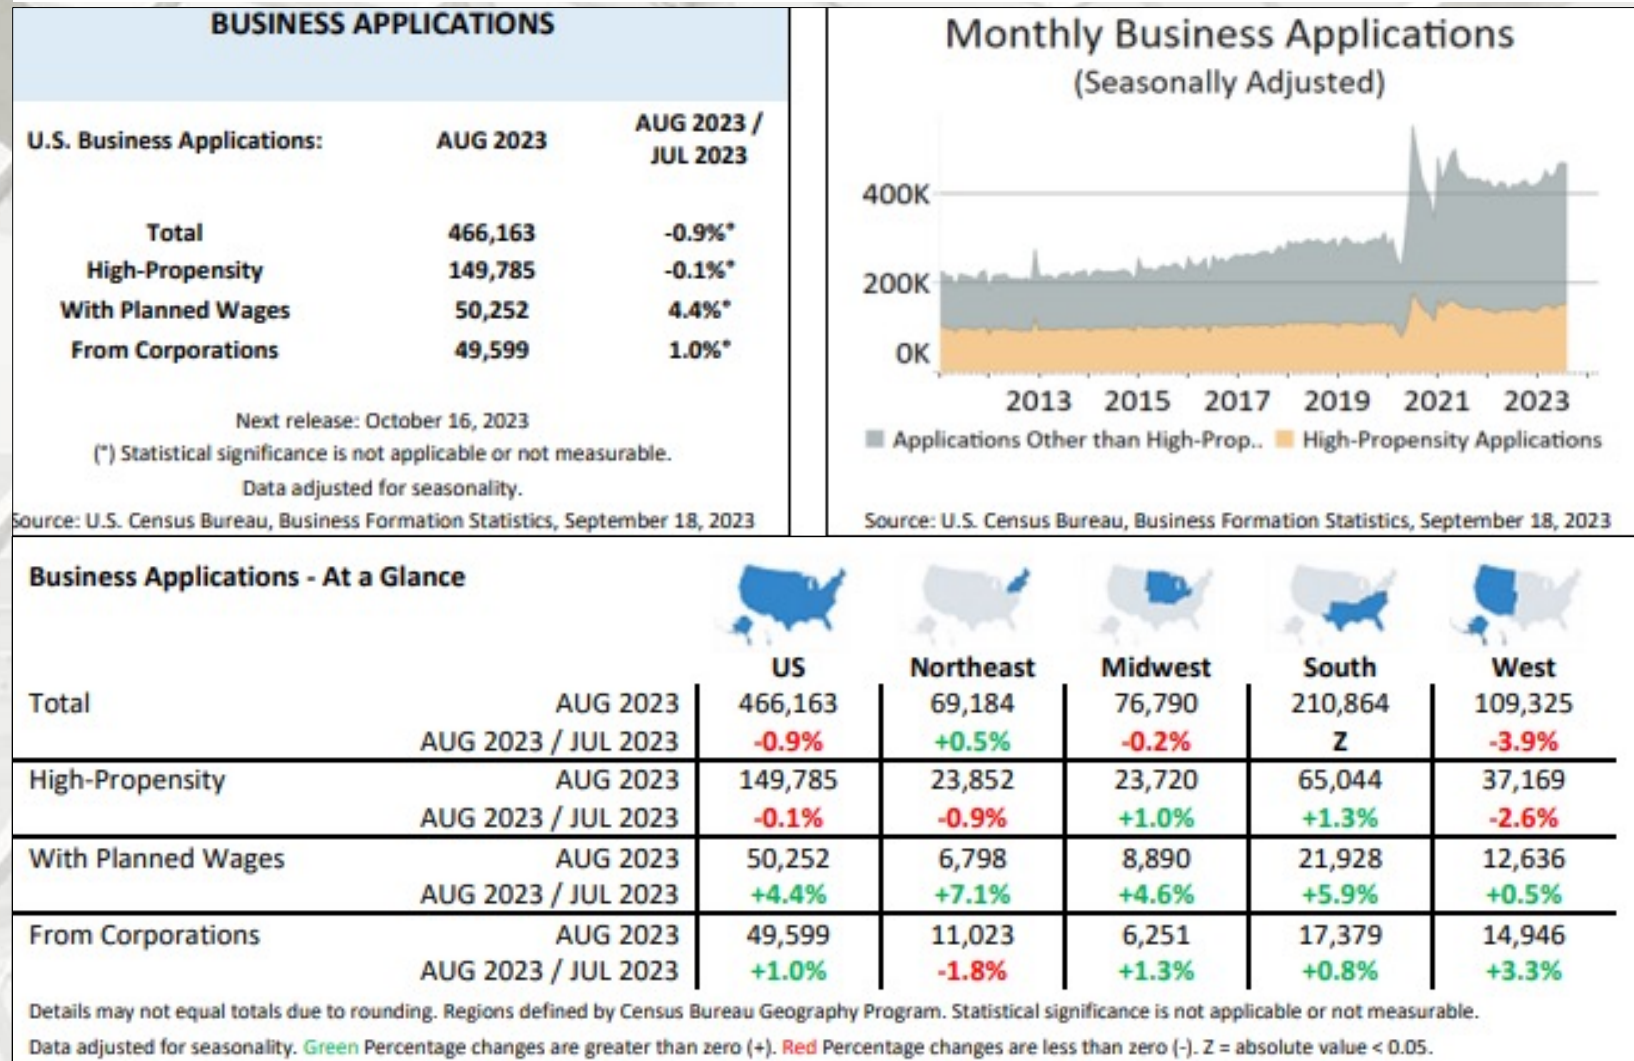 BUSINESS APPLICATIONS
U.S. Business Applications: AUG 2023 AUG 2023 / JUL 2023
Total 466,163 -0.9%*
High-Propensity 149,785 -0.1%*
With Planned Wages 50,252 4.4%*
From Corporations 49,599 1.0%*
Next release: October 16, 2023
(*) Statistical significance is not applicable or not measurable.
Data adjusted for seasonality.
Source: U.S. Census Bureau, Business Formation Statistics, September 18, 2023
Monthly Business Applications
(Seasonally Adjusted)
400K
200K
0K
2013 2015 2017 2019 2021 2023
Applications Other than High-Prop.. High-Propensity Applications
Source: U.S. Census Bureau, Business Formation Statistics, September 18, 2023
Business Applications - At a Glance
US Northeast Midwest South West
Total AUG 2023 466,163 69,184 76,790 210,864 109,325
AUG 2023 / JUL 2023 -0.9% +0.5% -0.2% Z -3.9%
High-Propensity AUG 2023 149,785 23,852 23,720 65,044 37,169
AUG 2023 / JUL 2023 -0.1% -0.9% +1.0% +1.3% -2.6%
With Planned Wages AUG 2023 50,252 6,798 8,890 21,928 12,636
AUG 2023 / JUL 2023 +4.4% +7.1% +4.6% +5.9% +0.5%
From Corporations AUG 2023 49,599 11,023 6,251 17,379 14,946
AUG 2023 / JUL 2023 +1.0% -1.8% +1.3% +0.8% +3.3%
Details may not equal totals due to rounding. Regions defined by Census Bureau Geography Program. Statistical significance is not applicable or not measurable.
Data adjusted for seasonality. Green Percentage changes are greater than zero (+). Red Percentage changes are less than zero (-). Z = absolute value < 0.05.